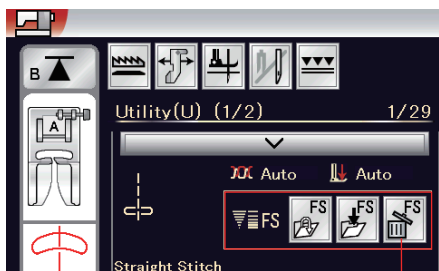 B
A
Utility(U) (1/2) 1/29
Auto Auto
FS FS FS FS
Straight Stitch